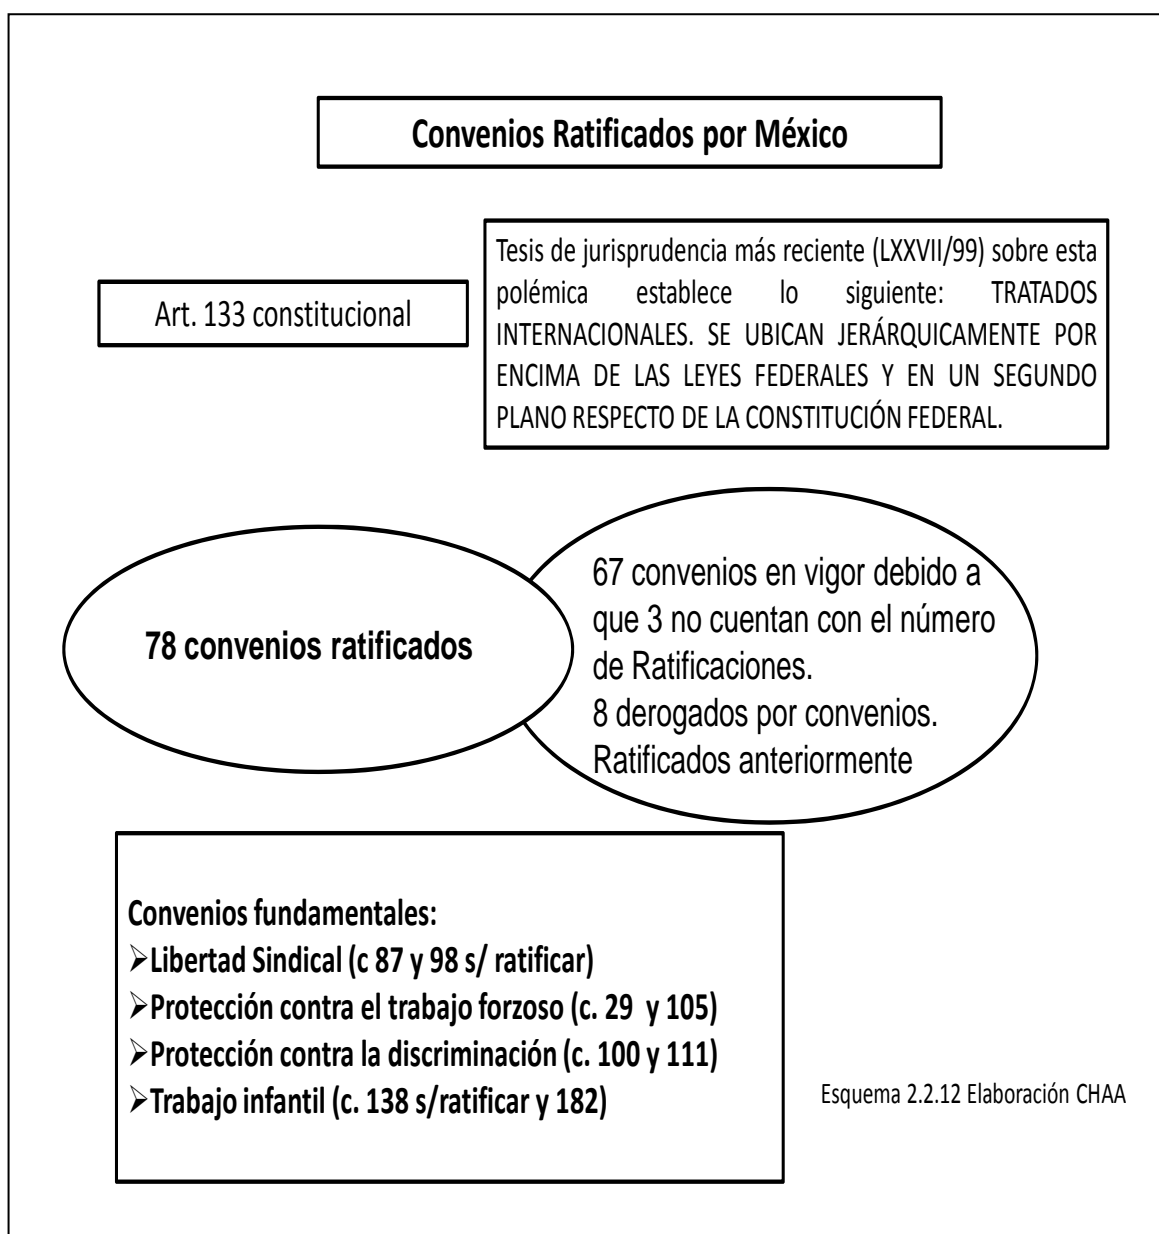 Convenios Ratificados por México
Art. 133 constitucional
Tesis de jurisprudencia más reciente (LXXVII/99) sobre esta
polémica establece lo siguiente: TRATADOS
INTERNACIONALES. SE UBICAN JERÁRQUICAMENTE POR
ENCIMA DE LAS LEYES FEDERALES Y EN UN SEGUNDO
PLANO RESPECTO DE LA CONSTITUCIÓN FEDERAL.
78 convenios ratificados
67 convenios en vigor debido a
que 3 no cuentan con el número
de Ratificaciones.
8 derogados por convenios.
Ratificados anteriormente
Convenios fundamentales:
➢Libertad Sindical (c 87 y 98 s/ ratificar)
➢Protección contra el trabajo forzoso (c. 29 y 105)
➢Protección contra la discriminación (c. 100 y 111)
➢Trabajo infantil (c. 138 s/ratificar y 182)
Esquema 2.2.12 Elaboración CHAA